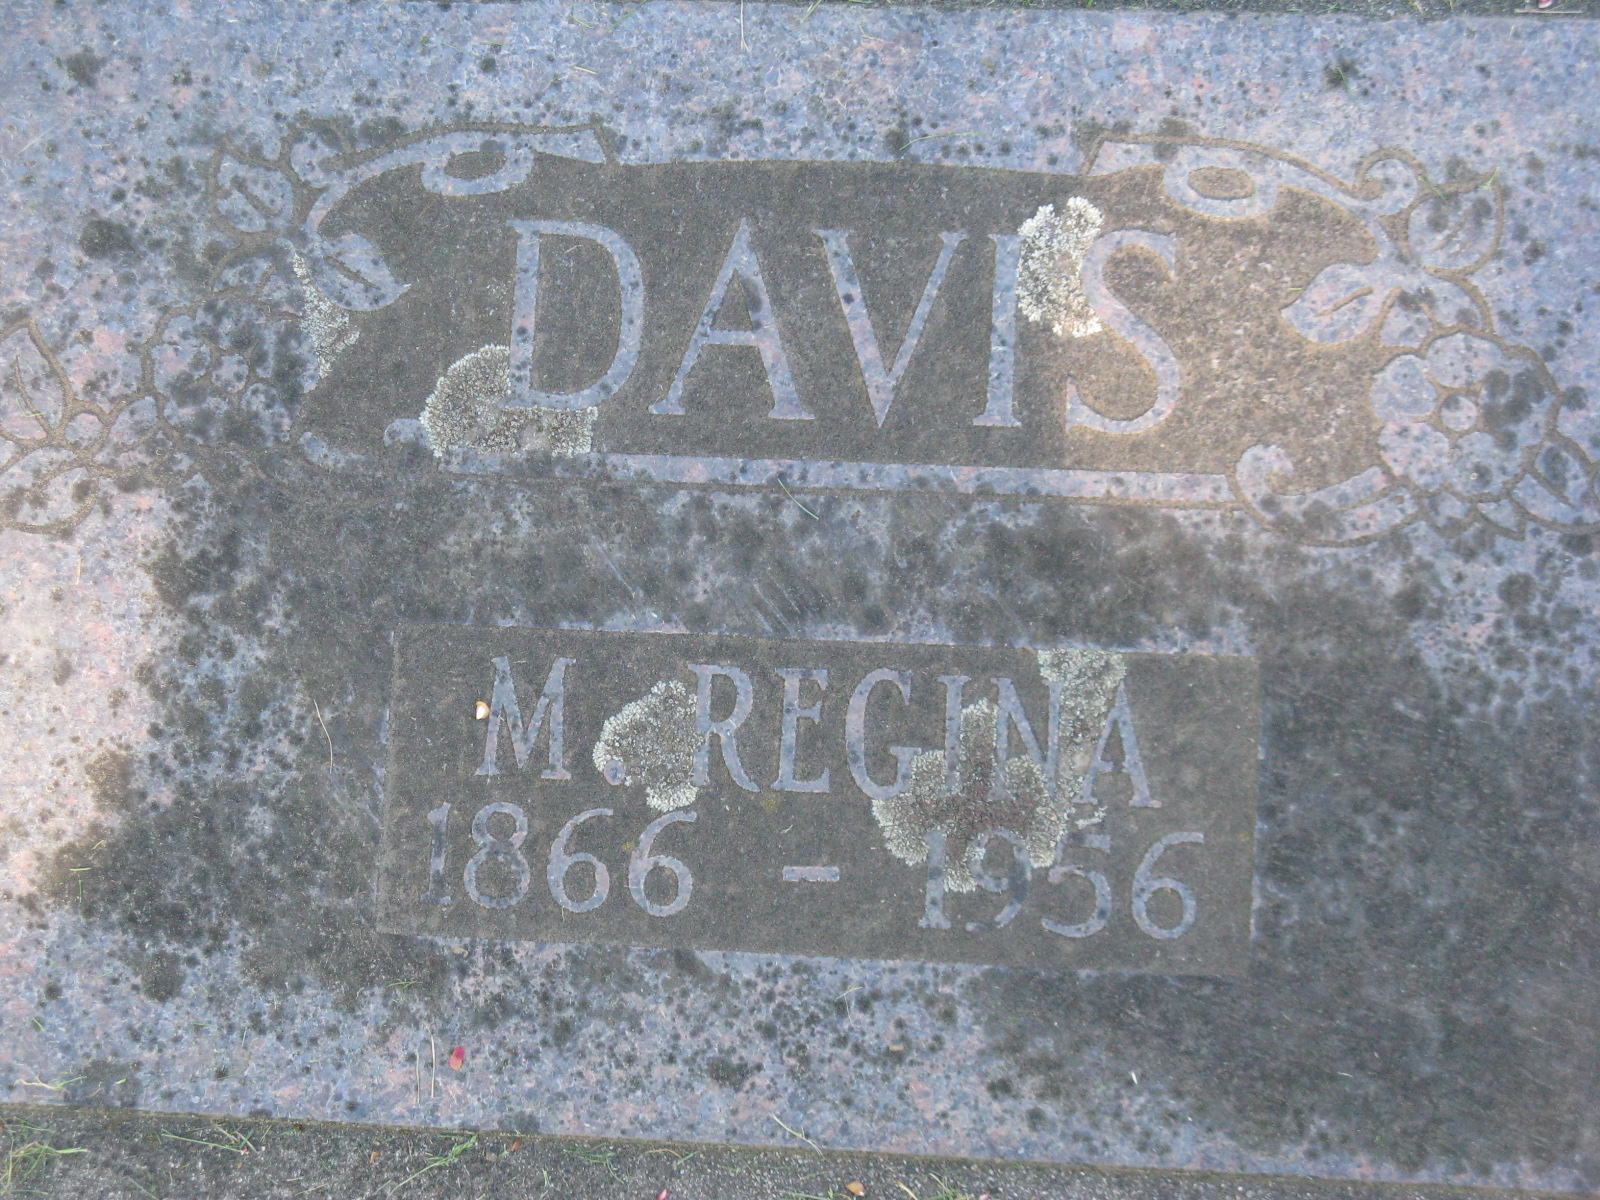 DAVIS
M. REGINA
1866 - 1956